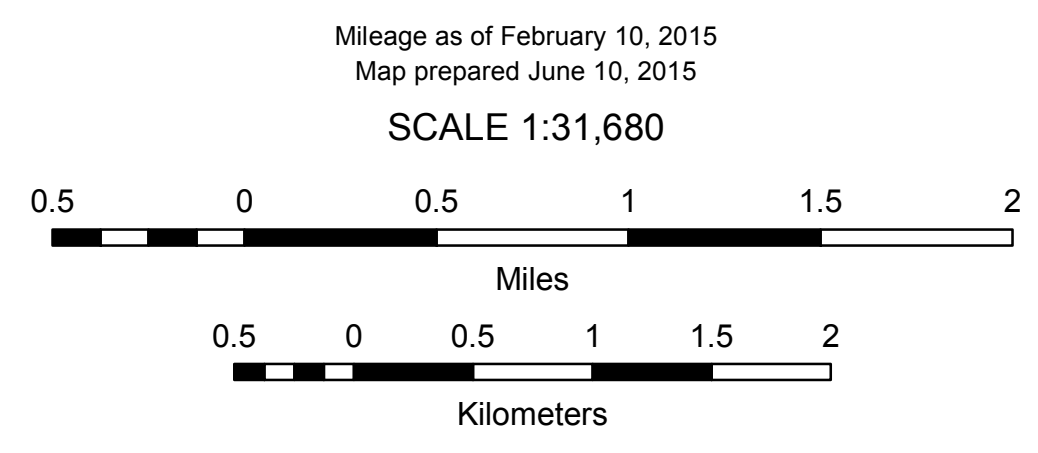 Mileage as of February 10, 2015
Map prepared June 10, 2015
SCALE 1:31,680
0.5 0 0.5 1 1.5 2
Miles
0.5 0 0.5 1 1.5 2
Kilometers